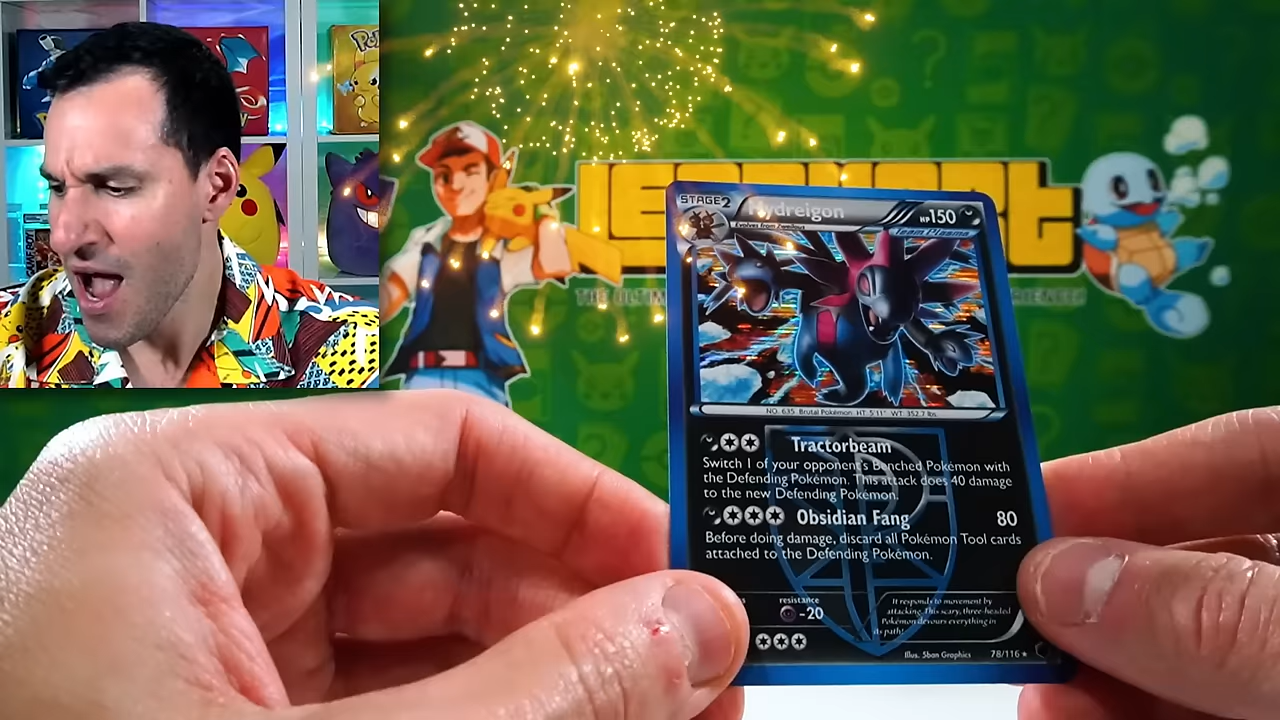 STAGE2
Hydreigon
HP150
Evolves from Zweilous
Team Plasma
THE ULTIM
NO. 635 Brutal Pokémon HT: 5'11" WT: 352.7 lbs.
Tractorbeam
Switch 1 of your opponent's Benched Pokémon with
the Defending Pokémon. This attack does 40 damage
to the new Defending Pokémon.
Obsidian Fang 80
Before doing damage, discard all Pokémon Tool cards
attached to the Defending Pokémon.
resistance
-20
It responds to movement by
attacking. This scary, three-headed
Pokémon devours everything in
its path!
Illus. 5ban Graphics 78/116